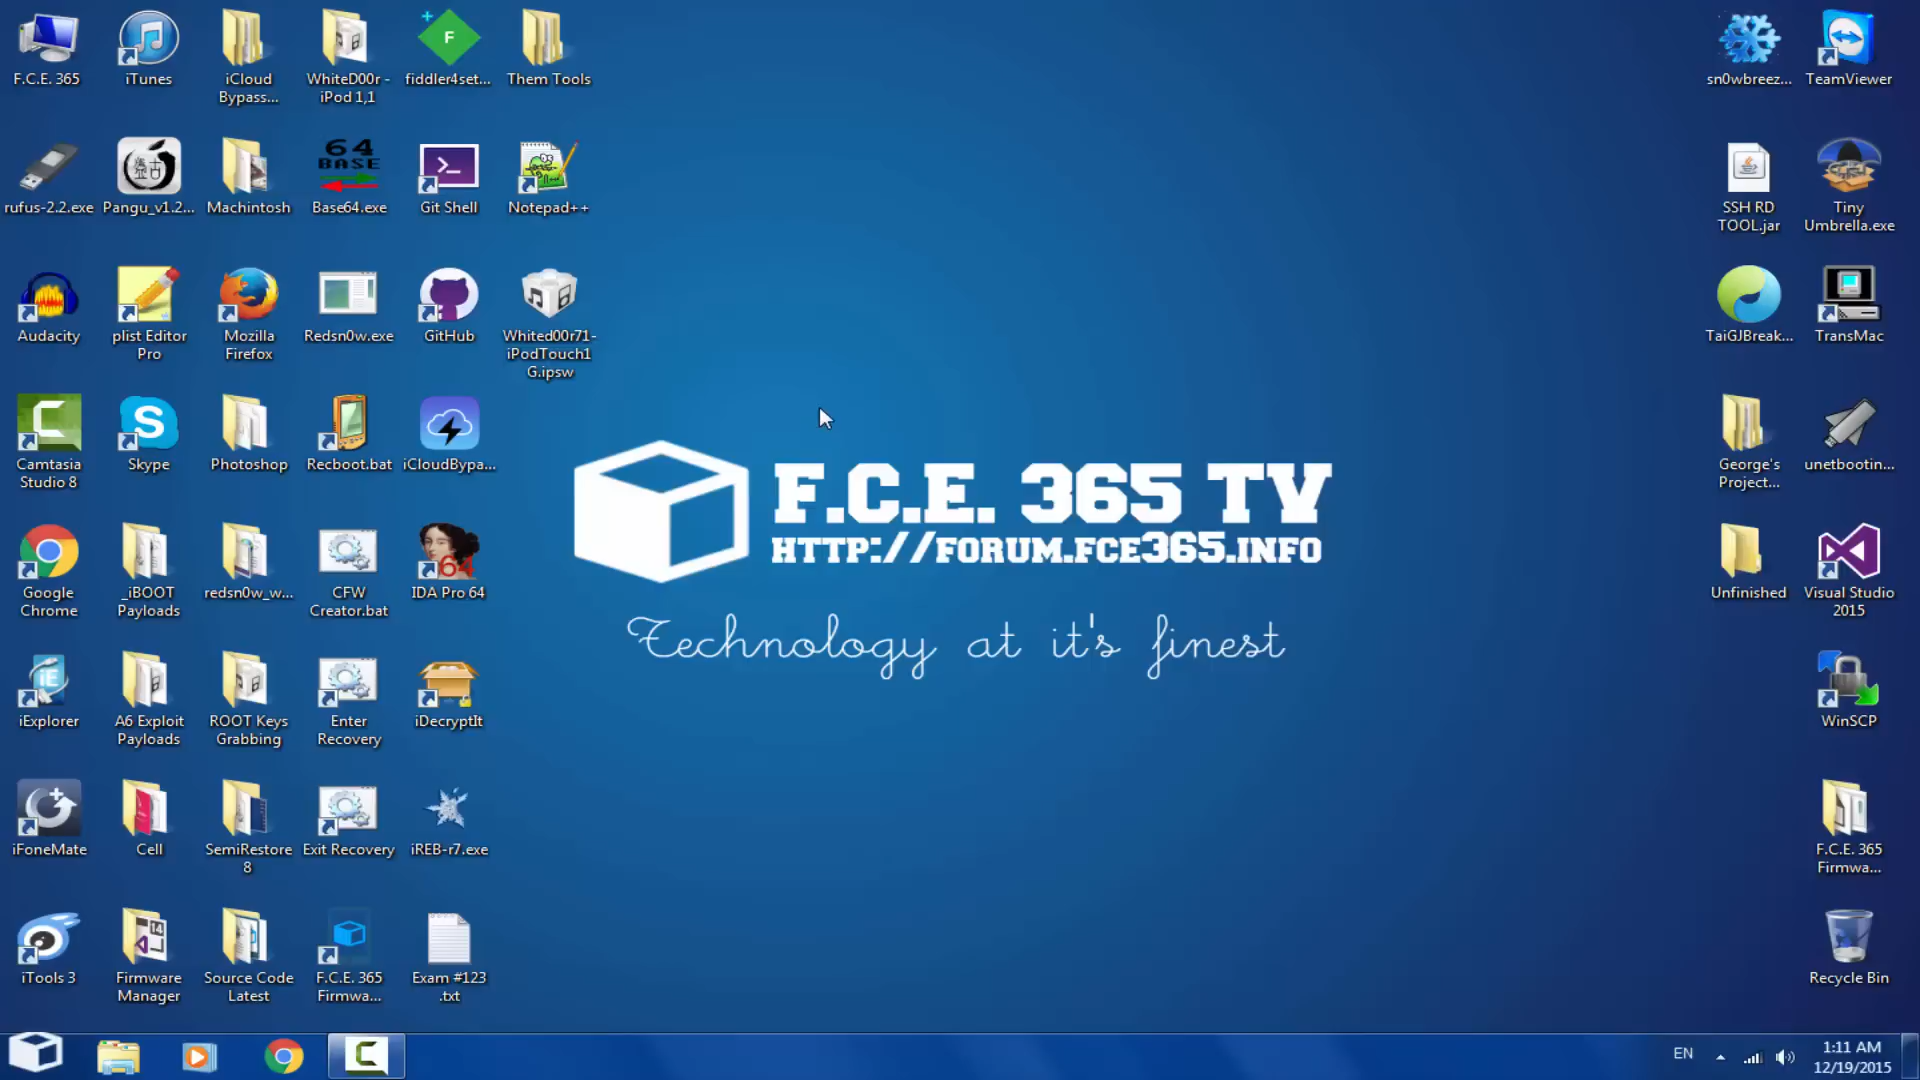 F.C.E. 365
iTunes
iCloud
Bypass...
WhiteD00r -
iPod 1,1
F
fiddler4set...
Them Tools
sn0wbreez...
TeamViewer
rufus-2.2.exe
Pangu_v1.2...
Machintosh
64
BASE
Base64.exe
Git Shell
Notepad++
SSH RD
TOOL.jar
Tiny
Umbrella.exe
Audacity
plist Editor
Pro
Mozilla
Firefox
Redsn0w.exe
GitHub
Whited00r71-
iPodTouch1
G.ipsw
TaiGJBreak...
TransMac
Camtasia
Studio 8
Skype
Photoshop
Recboot.bat
iCloudBypa...
George's
Project...
unetbootin...
F.C.E. 365 TV
HTTP://FORUM.FCE365.INFO
Technology at it's finest
Google
Chrome
_iBOOT
Payloads
redsn0w_w...
CFW
Creator.bat
64
IDA Pro 64
Unfinished
Visual Studio
2015
iE
iExplorer
A6 Exploit
Payloads
ROOT Keys
Grabbing
Enter
Recovery
iDecryptIt
WinSCP
iFoneMate
Cell
SemiRestore
8
Exit Recovery
iREB-r7.exe
F.C.E. 365
Firmwa...
iTools 3
14
Firmware
Manager
Source Code
Latest
F.C.E. 365
Firmwa...
Exam #123
.txt
Recycle Bin
EN
1:11 AM
12/19/2015